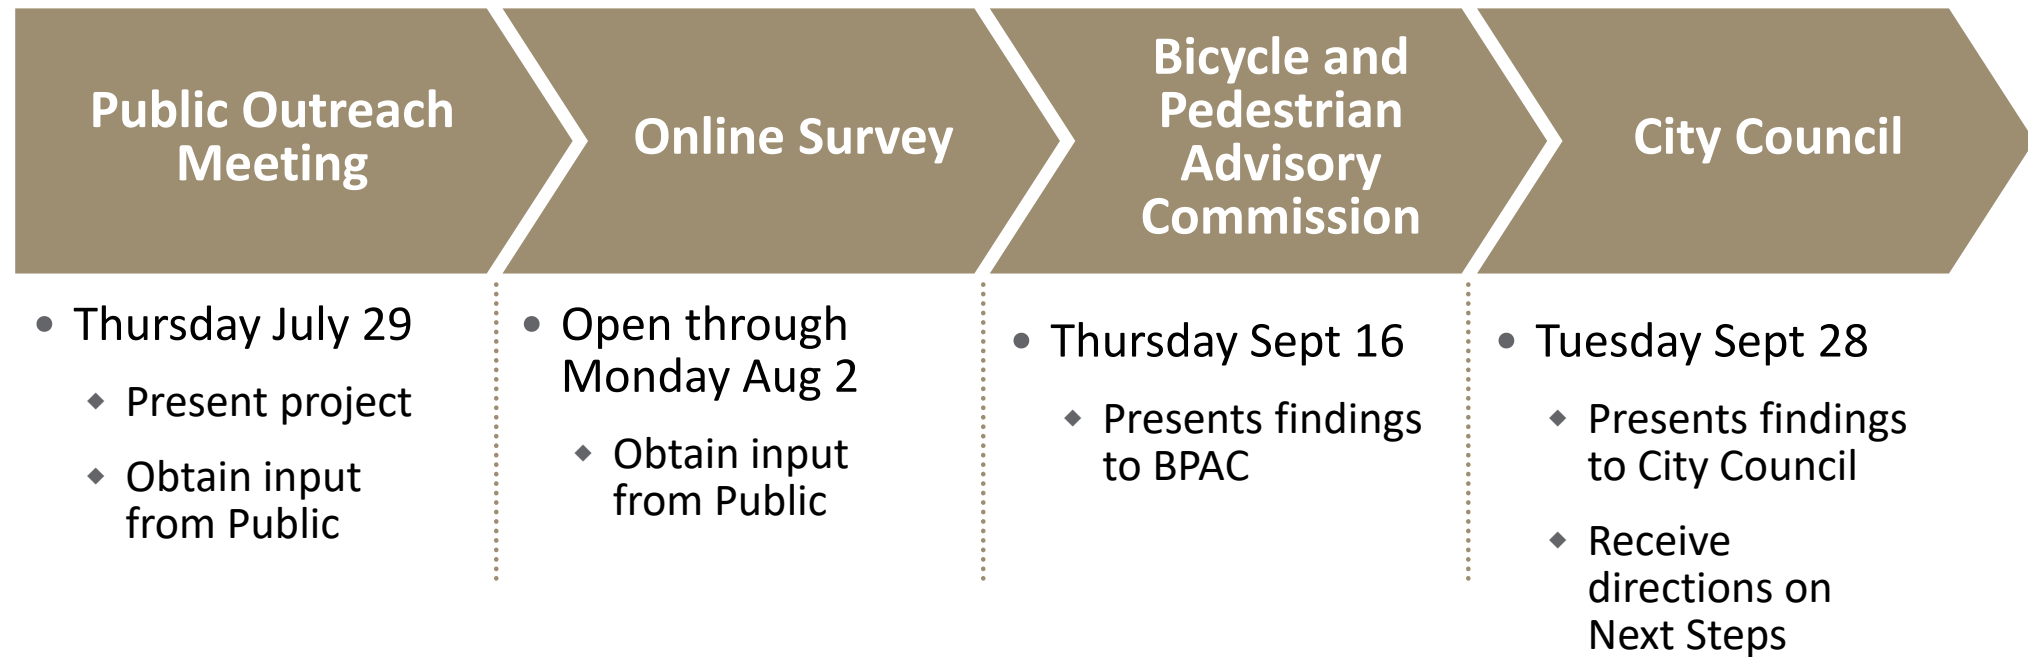 Public Outreach
Meeting
Online Survey
Bicycle and
Pedestrian
Advisory
Commission
City Council
• Thursday July 29
◆ Present project
◆ Obtain input
from Public
• Open through
Monday Aug 2
◆ Obtain input
from Public
• Thursday Sept 16
◆ Presents findings
to BPAC
• Tuesday Sept 28
◆ Presents findings
to City Council
◆ Receive
directions on
Next Steps